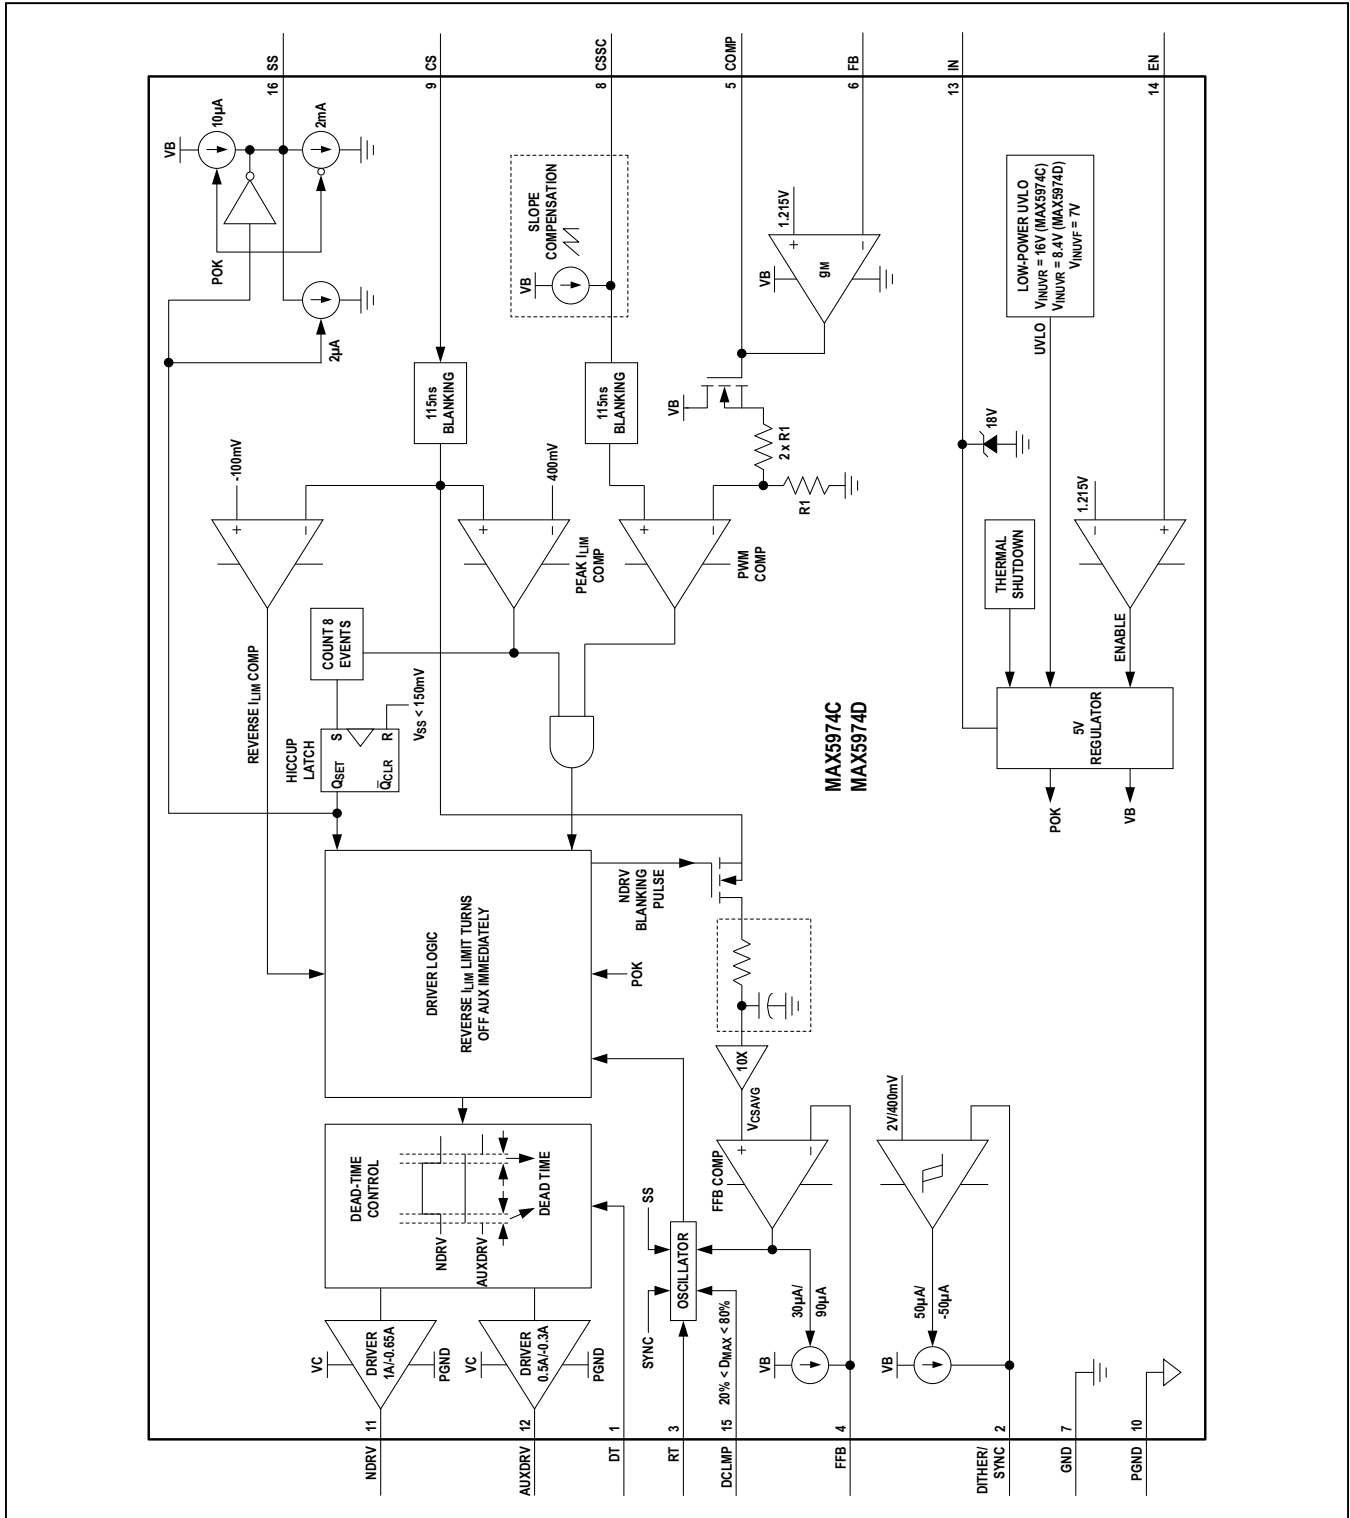 16 SS
9 CS
8 CSSC
5 COMP
6 FB
13 IN
14 EN
VB
10µA
2mA
POK
2µA
VB
SLOPE
COMPENSATION
115ns
BLANKING
115ns
BLANKING
1.215V
+
−
gM
VB
VB
2 x R1
R1
LOW-POWER UVLO
VINUVR = 16V (MAX5974C)
VINUVR = 8.4V (MAX5974D)
VINUVF = 7V
UVLO
18V
-100mV
+
−
REVERSE ILIM COMP
400mV
+
−
PEAK ILIM
COMP
+
−
PWM
COMP
THERMAL
SHUTDOWN
1.215V
−
+
ENABLE
COUNT 8
EVENTS
HICCUP
LATCH
S
R
QSET
Q̅CLR
VSS < 150mV
MAX5974C
MAX5974D
5V
REGULATOR
POK
VB
DRIVER LOGIC
REVERSE ILIM LIMIT TURNS
OFF AUX IMMEDIATELY
NDRV
BLANKING
PULSE
POK
10X
VCSAVG
+
−
FFB COMP
2V/400mV
DEAD-TIME
CONTROL
NDRV
AUXDRV
DEAD TIME
SS
SYNC
OSCILLATOR
20% < DMAX < 80%
30µA/
90µA
VB
50µA/
-50µA
VB
VC
DRIVER
1A/-0.65A
PGND
VC
DRIVER
0.5A/-0.3A
PGND
NDRV 11
AUXDRV 12
DT 1
RT 3
DCLMP 15
FFB 4
DITHER/
SYNC 2
GND 7
PGND 10